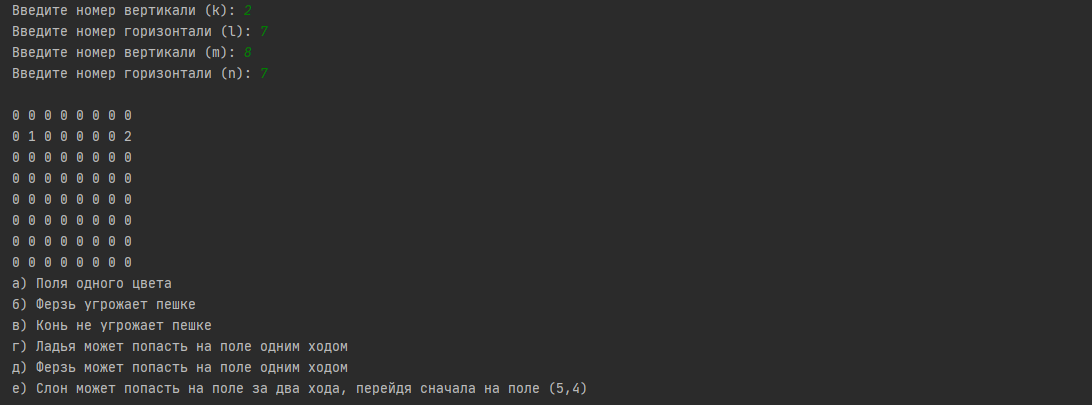 Введите номер вертикали (k): 2
Введите номер горизонтали (l): 7
Введите номер вертикали (m): 8
Введите номер горизонтали (n): 7
0 0 0 0 0 0 0 0
0 1 0 0 0 0 0 2
0 0 0 0 0 0 0 0
0 0 0 0 0 0 0 0
0 0 0 0 0 0 0 0
0 0 0 0 0 0 0 0
0 0 0 0 0 0 0 0
0 0 0 0 0 0 0 0
а) Поля одного цвета
б) Ферзь угрожает пешке
в) Конь не угрожает пешке
г) Ладья может попасть на поле одним ходом
д) Ферзь может попасть на поле одним ходом
е) Слон может попасть на поле за два хода, перейдя сначала на поле (5,4)